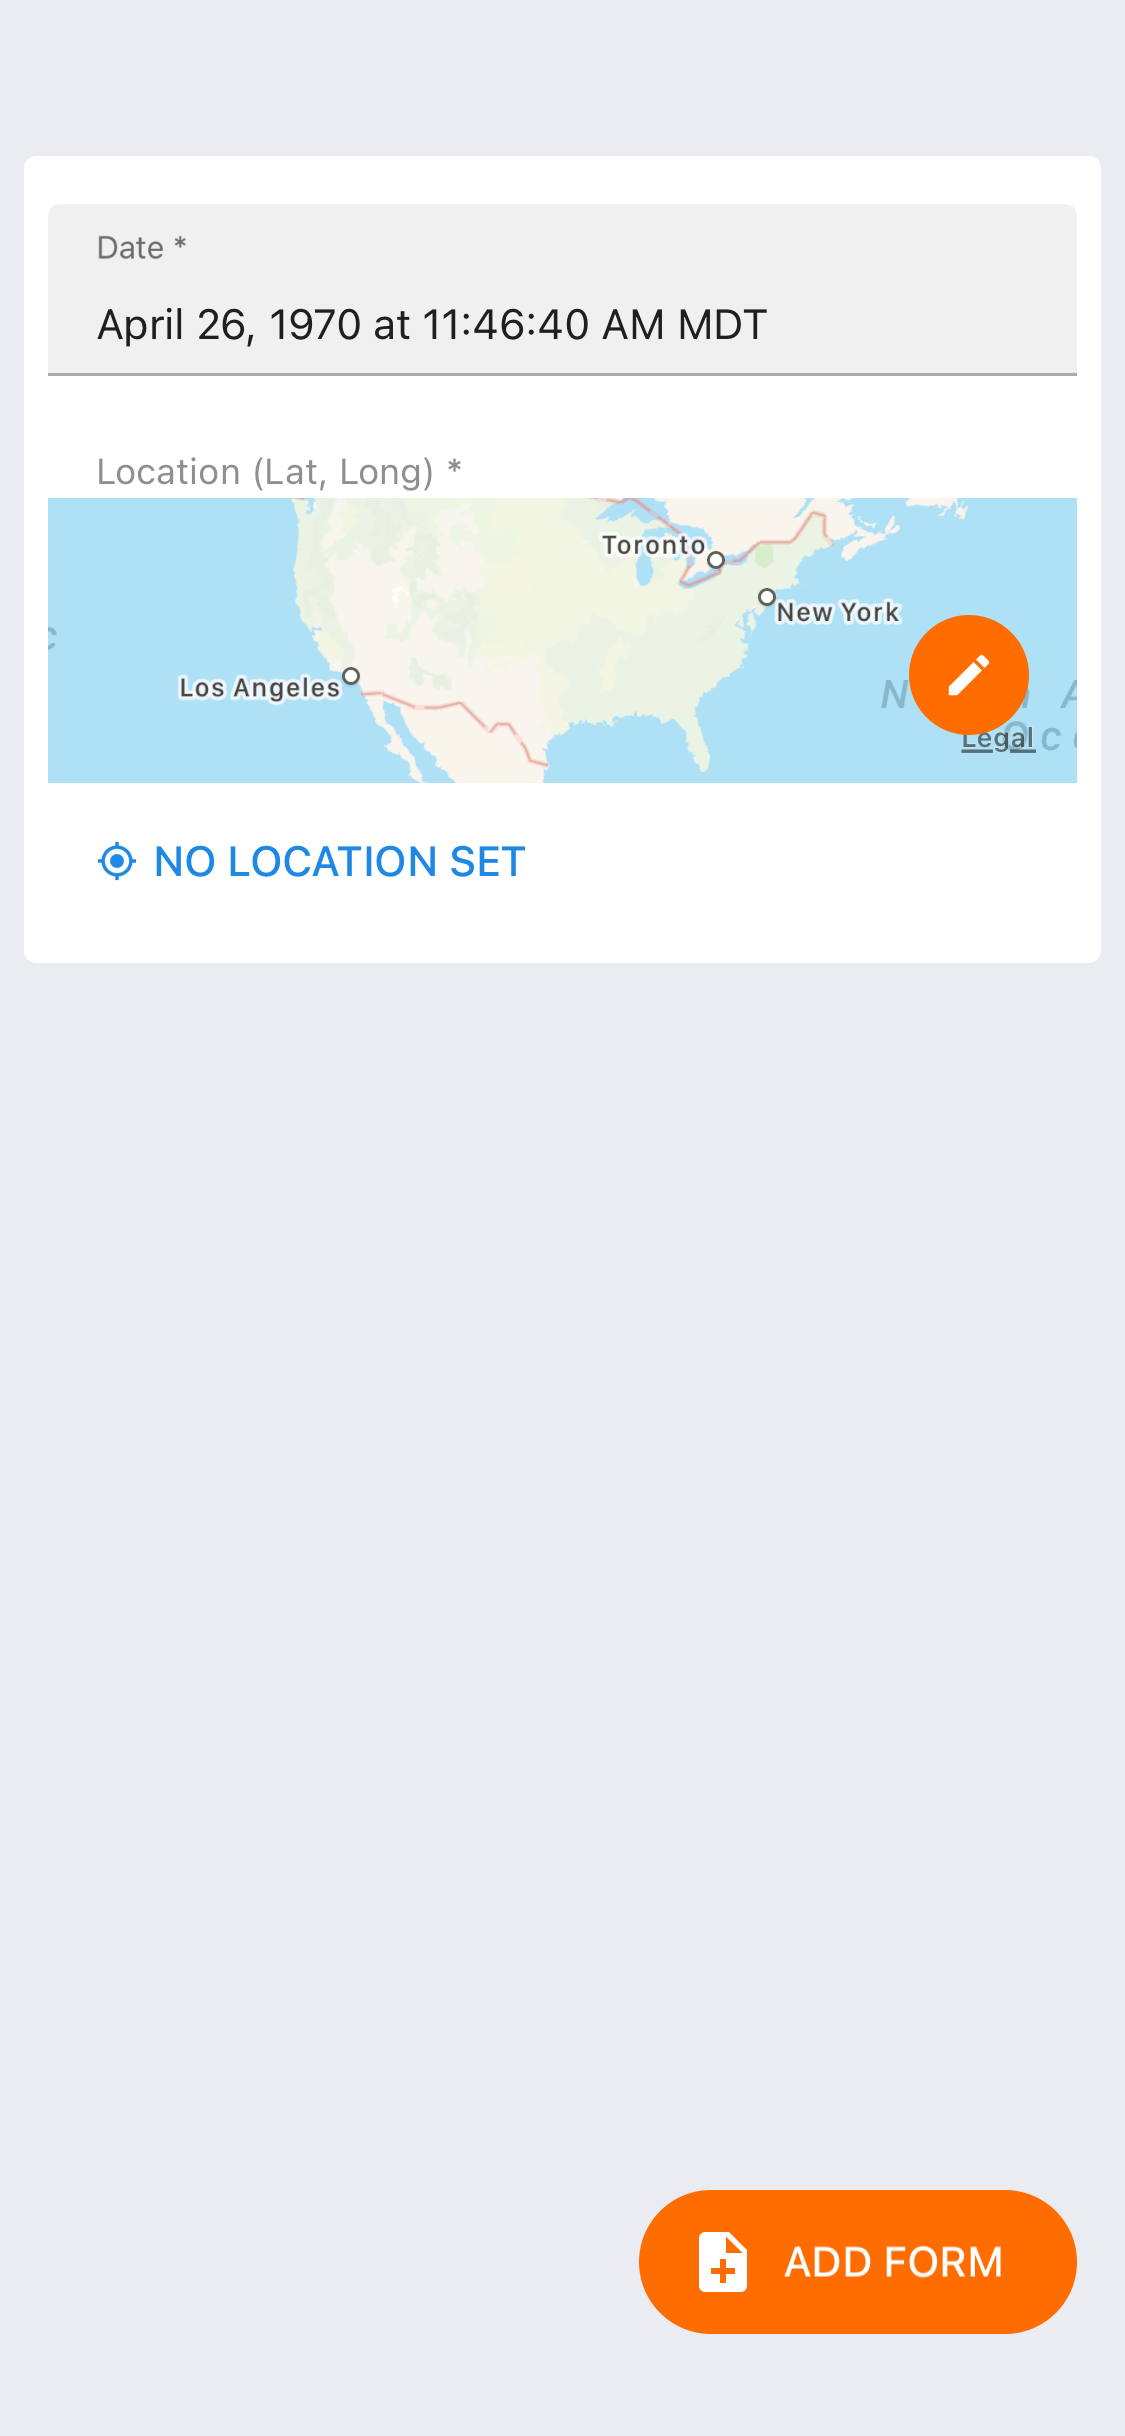 Date *
April 26, 1970 at 11:46:40 AM MDT
Location (Lat, Long) *
Toronto
New York
Los Angeles
Legal
NO LOCATION SET
ADD FORM